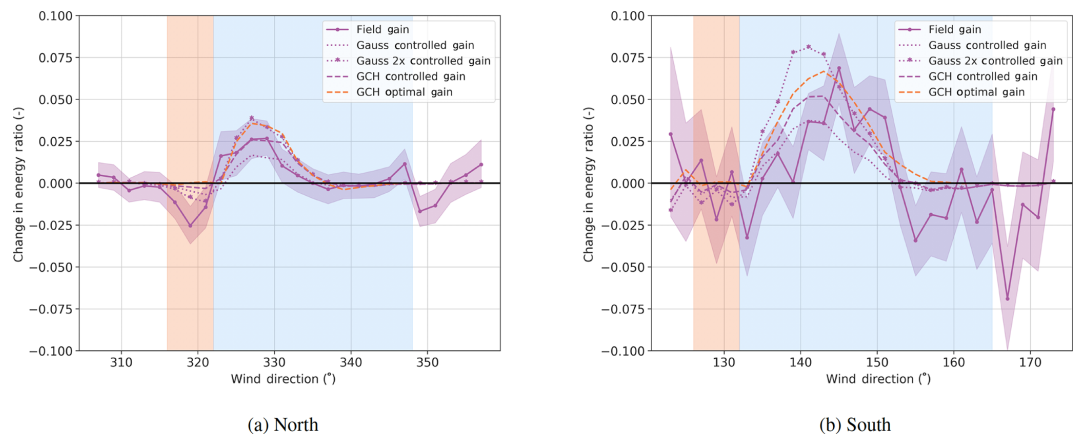 0.100
0.075
0.050
0.025
0.000
−0.025
−0.050
−0.075
−0.100
Change in energy ratio (-)
Field gain
Gauss controlled gain
Gauss 2x controlled gain
GCH controlled gain
GCH optimal gain
310 320 330 340 350
Wind direction (°)
(a) North
0.100
0.075
0.050
0.025
0.000
−0.025
−0.050
−0.075
−0.100
Change in energy ratio (-)
Field gain
Gauss controlled gain
Gauss 2x controlled gain
GCH controlled gain
GCH optimal gain
130 140 150 160 170
Wind direction (°)
(b) South